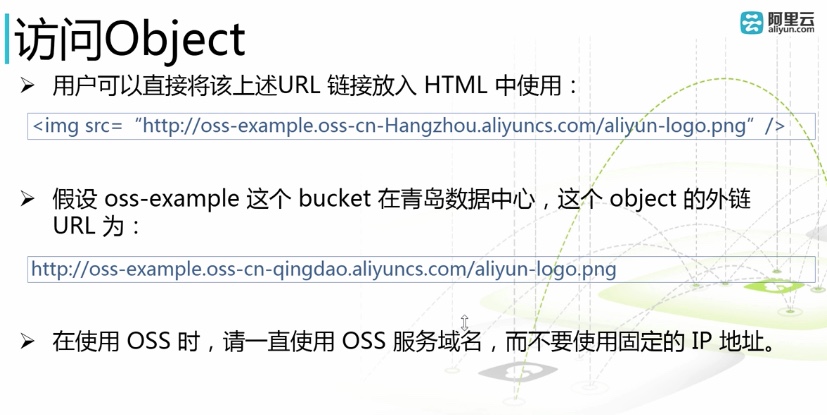 访问Object
阿里云
aliyun.com
➢ 用户可以直接将该上述URL 链接放入 HTML 中使用：
<img src=“http://oss-example.oss-cn-Hangzhou.aliyuncs.com/aliyun-logo.png” />
➢ 假设 oss-example 这个 bucket 在青岛数据中心，这个 object 的外链
URL 为：
http://oss-example.oss-cn-qingdao.aliyuncs.com/aliyun-logo.png
➢ 在使用 OSS 时，请一直使用 OSS 服务域名，而不要使用固定的 IP 地址。